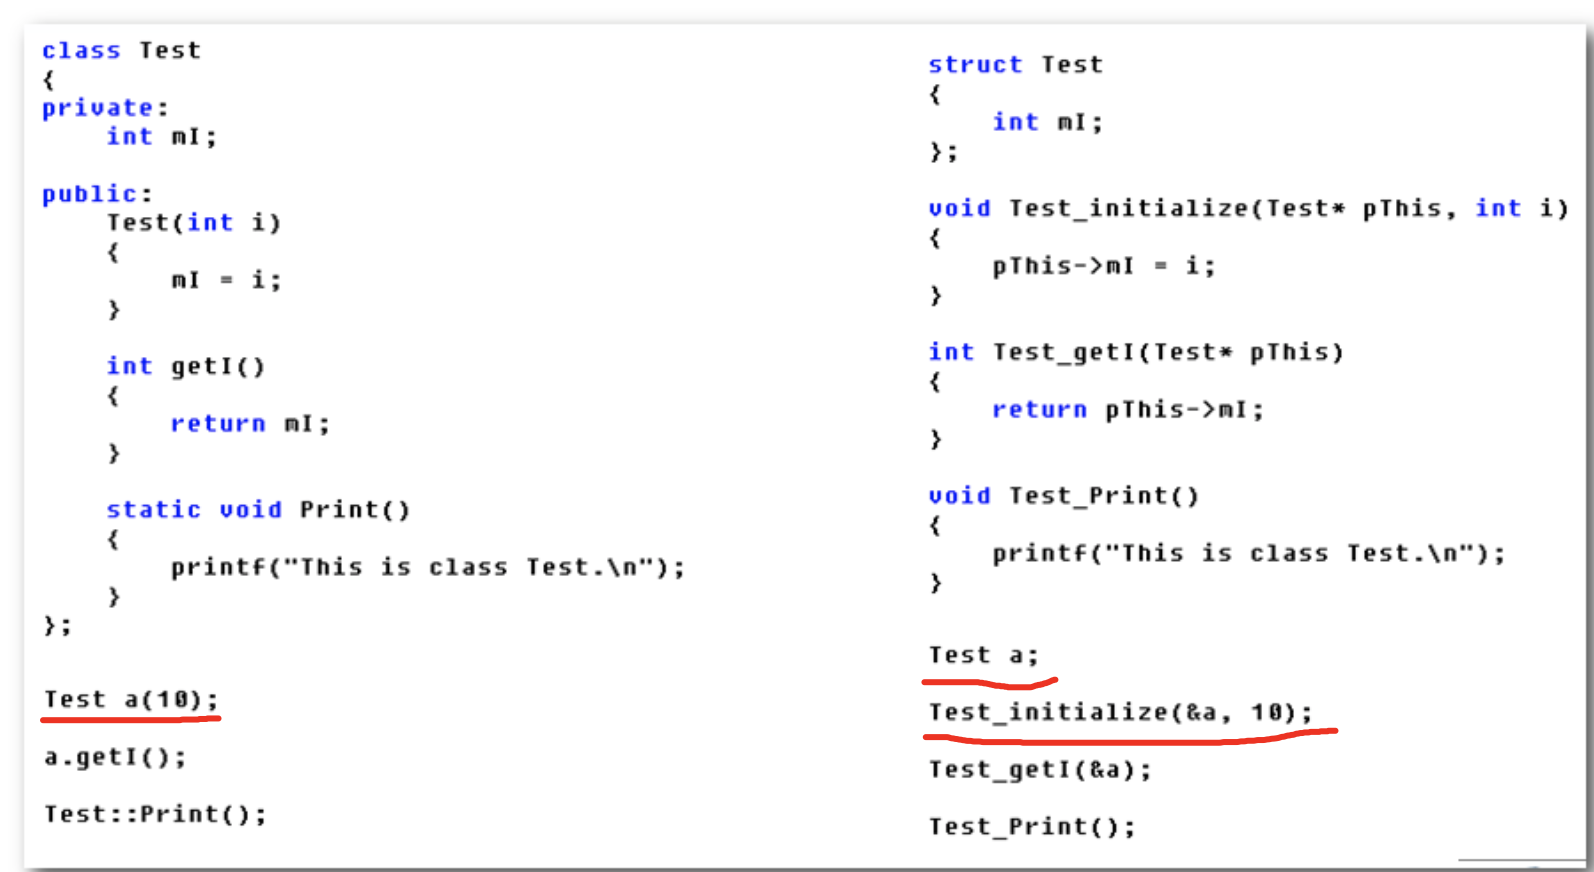 class Test
{
private:
int mI;
public:
Test(int i)
{
mI = i;
}
int getI()
{
return mI;
}
static void Print()
{
printf("This is class Test.\n");
}
};
Test a(10);
a.getI();
Test::Print();
struct Test
{
int mI;
};
void Test_initialize(Test* pThis, int i)
{
pThis->mI = i;
}
int Test_getI(Test* pThis)
{
return pThis->mI;
}
void Test_Print()
{
printf("This is class Test.\n");
}
Test a;
Test_initialize(&a, 10);
Test_getI(&a);
Test_Print();